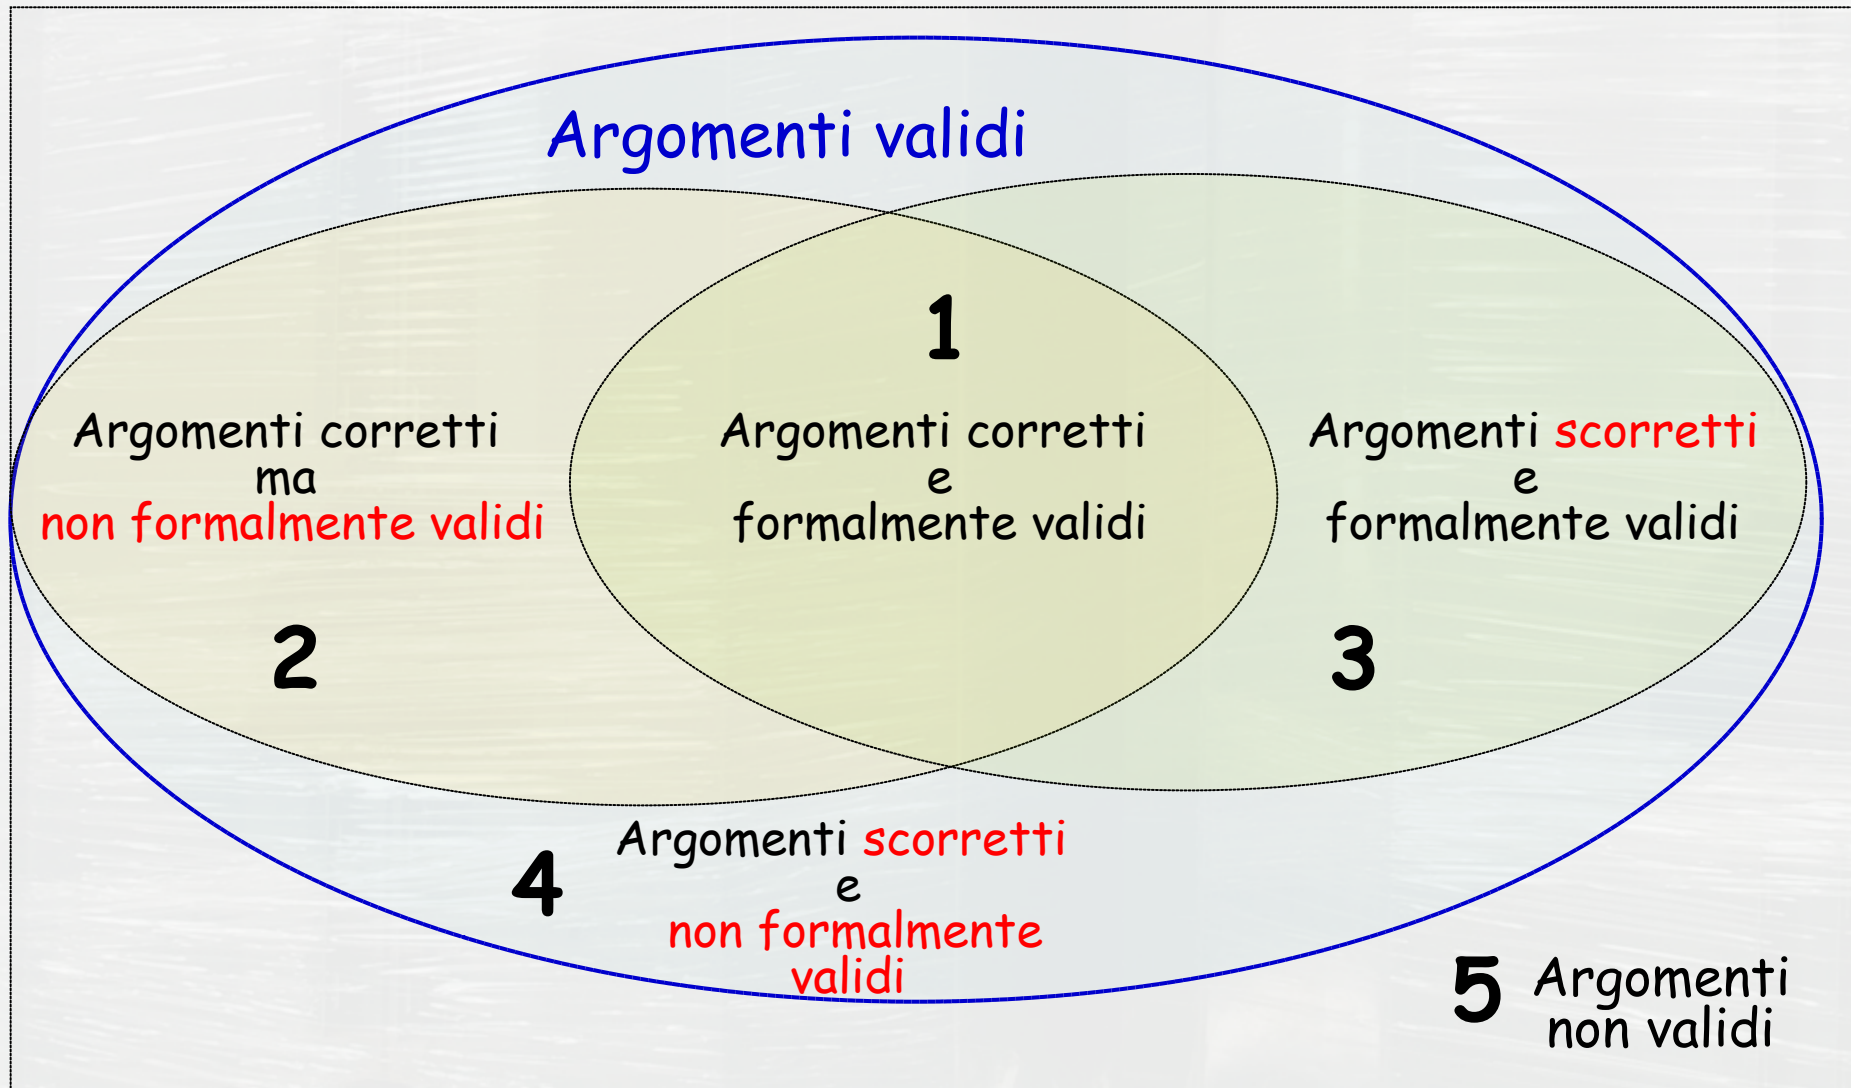 Argomenti validi
1
Argomenti corretti
ma
non formalmente validi
2
Argomenti corretti
e
formalmente validi
Argomenti scorretti
e
formalmente validi
3
4
Argomenti scorretti
e
non formalmente
validi
5
Argomenti
non validi